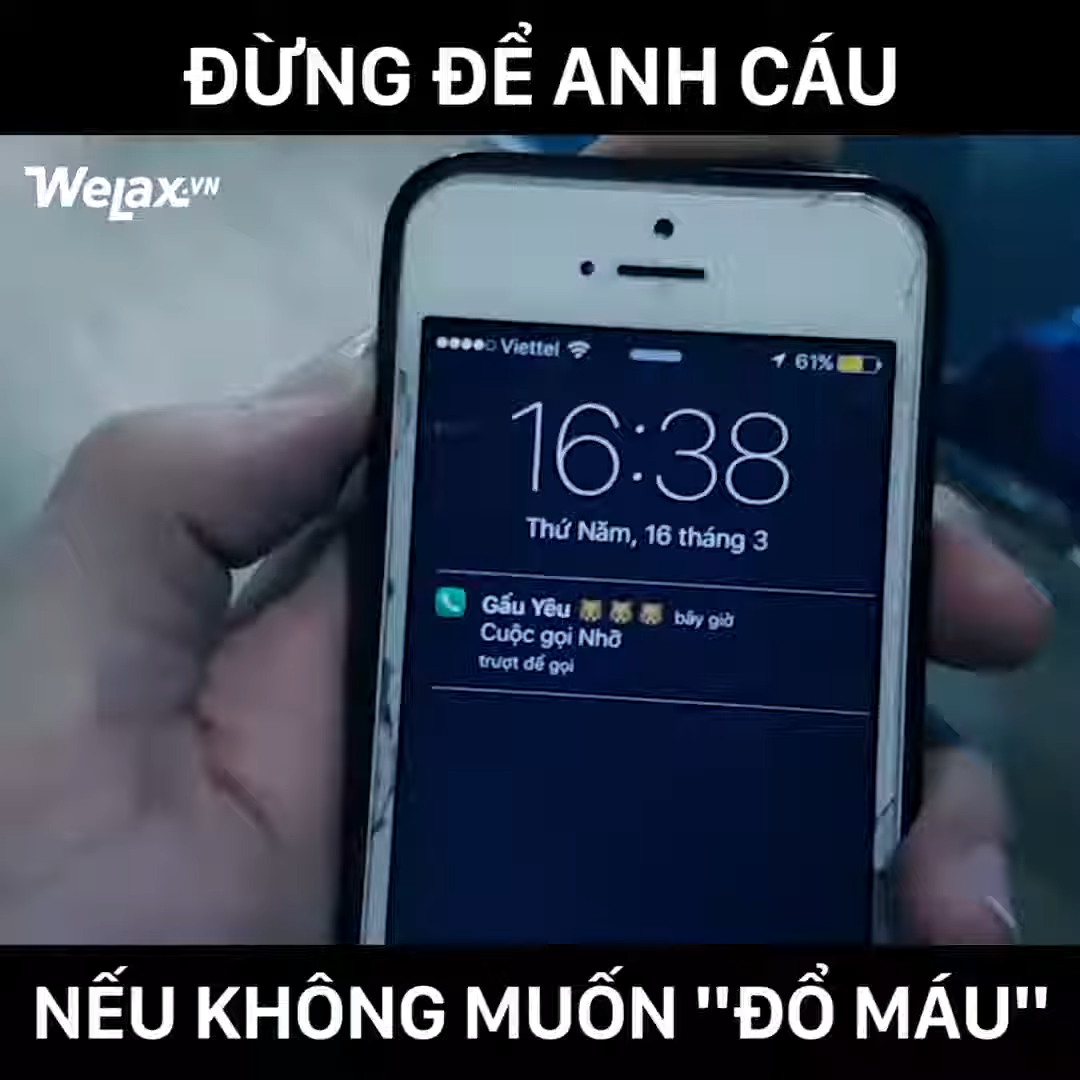 ĐỪNG ĐỂ ANH CÁU
WeLax.VN
Viettel 61%
16:38
Thứ Năm, 16 tháng 3
Gấu Yêu 🐻🐻🐻 bây giờ
Cuộc gọi Nhỡ
trượt để gọi
NẾU KHÔNG MUỐN "ĐỔ MÁU"